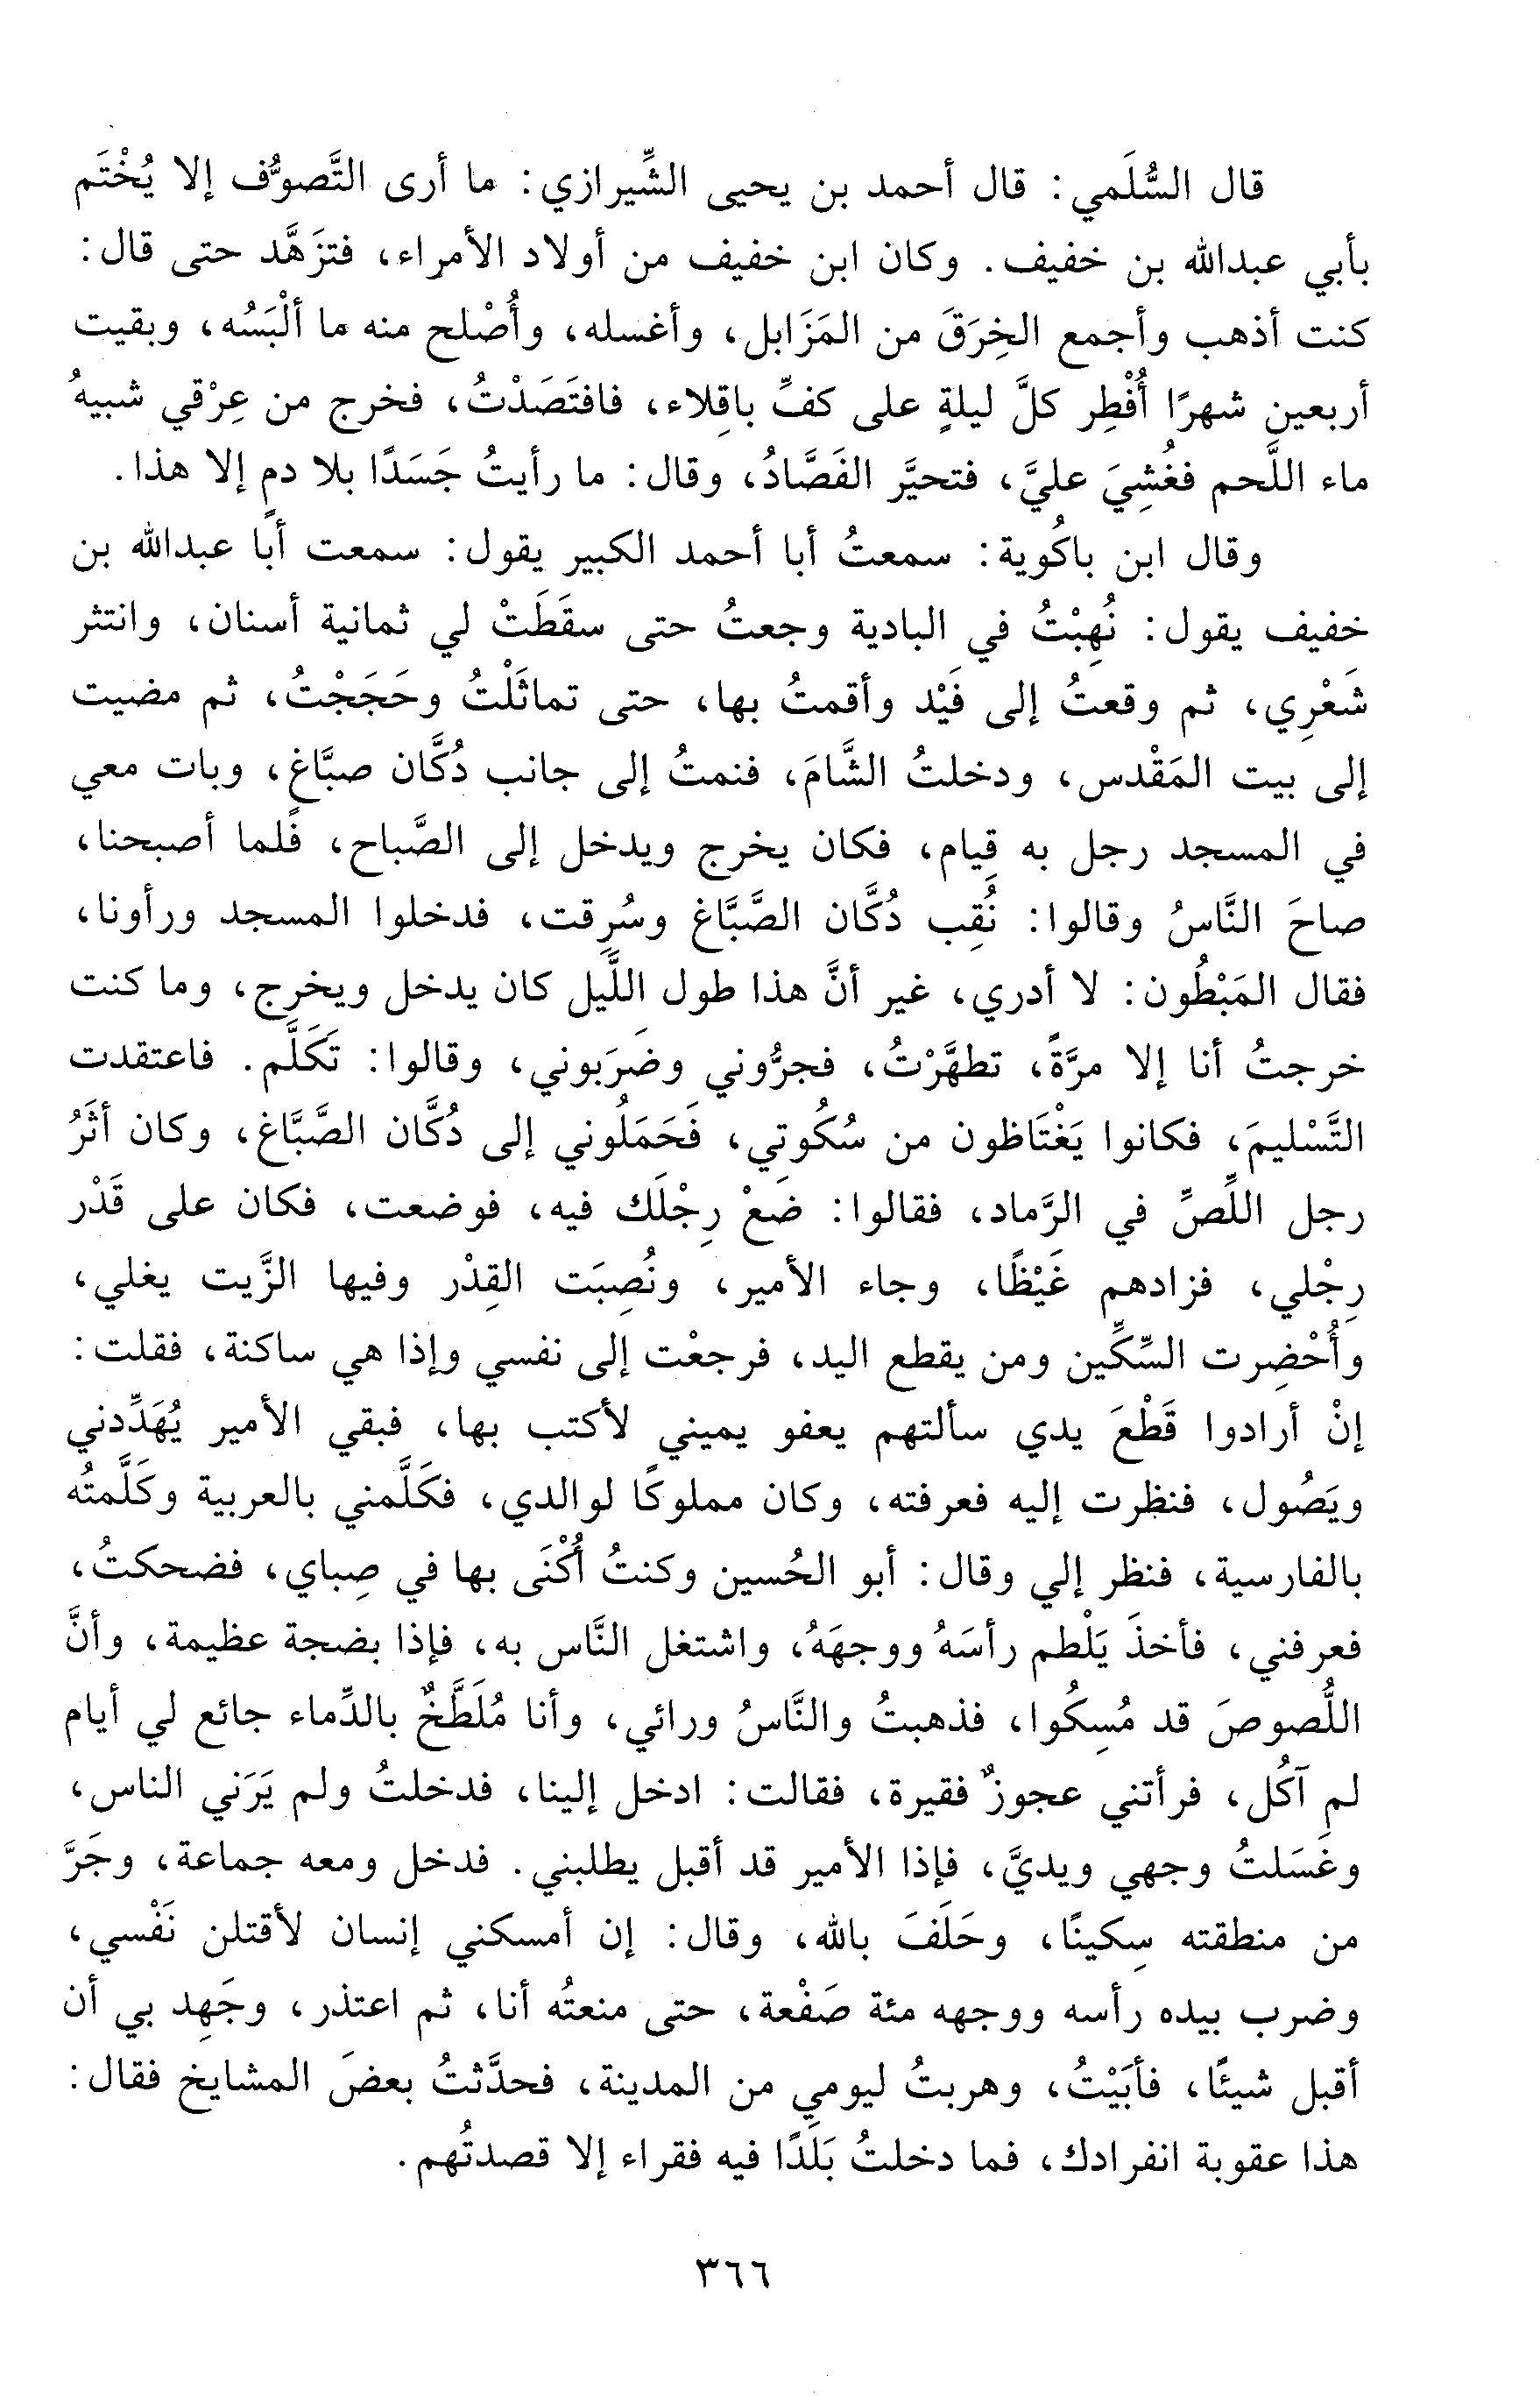 قال السُّلَمي: قال أحمد بن يحيى الشِّيرازي: ما أرى التَّصوُّف إلا يُخْتَم
بأبي عبدالله بن خفيف. وكان ابن خفيف من أولاد الأمراء، فتزَهَّد حتى قال:
كنت أذهب وأجمع الخِرَقَ من المَزَابل، وأغسله، وأُصْلح منه ما ألْبَسُه، وبقيت
أربعين شهرًا أُفْطِر كلَّ ليلةٍ على كفِّ باقِلاء، فافتَصَدْتُ، فخرج من عِرْقي شبيهُ
ماء اللَّحم فغُشِيَ عليَّ، فتحيَّر الفَصَّادُ، وقال: ما رأيتُ جَسَدًا بلا دمٍ إلا هذا.
وقال ابن باكُوية: سمعتُ أبا أحمد الكبير يقول: سمعت أبا عبدالله بن
خفيف يقول: نُهِبْتُ في البادية وجعتُ حتى سقَطَتْ لي ثمانية أسنان، وانتثر
شَعْرِي، ثم وقعتُ إلى فَيْد وأقمتُ بها، حتى تماثَلْتُ وحَجَجْتُ، ثم مضيت
إلى بيت المَقْدس، ودخلتُ الشَّامَ، فنمتُ إلى جانب دُكَّان صبَّاغ، وبات معي
في المسجد رجل به قِيام، فكان يخرج ويدخل إلى الصَّباح، فلما أصبحنا،
صاحَ النَّاسُ وقالوا: نُقِب دُكَّان الصَّبَّاغ وسُرِقت، فدخلوا المسجد ورأونا،
فقال المَبْطُون: لا أدري، غير أنَّ هذا طول اللَّيل كان يدخل ويخرج، وما كنت
خرجتُ أنا إلا مرَّةً، تطهَّرْتُ، فجرُّوني وضَرَبوني، وقالوا: تَكَلَّم. فاعتقدت
التَّسْليمَ، فكانوا يَغْتَاظون من سُكُوتي، فَحَمَلُوني إلى دُكَّان الصَّبَّاغ، وكان أثَرُ
رجل اللِّصِّ في الرَّماد، فقالوا: ضَعْ رِجْلَك فيه، فوضعت، فكان على قَدْر
رِجْلي، فزادهم غَيْظًا، وجاء الأمير، ونُصِبَت القِدْر وفيها الزَّيت يغلي،
وأُحْضِرت السِّكِّين ومن يقطع اليد، فرجعْت إلى نفسي وإذا هي ساكنة، فقلت:
إنْ أرادوا قَطْعَ يدي سألتهم يعفو يميني لأكتب بها، فبقي الأمير يُهَدِّدني
ويَصُول، فنظرت إليه فعرفته، وكان مملوكًا لوالدي، فكَلَّمني بالعربية وكَلَّمتُه
بالفارسية، فنظر إلي وقال: أبو الحُسين وكنتُ أُكْنَى بها في صِباي، فضحكتُ،
فعرفني، فأخذَ يَلْطم رأسَهُ ووجهَهُ، واشتغل النَّاس به، فإذا بضجة عظيمة، وأنَّ
اللُّصوصَ قد مُسِكُوا، فذهبتُ والنَّاسُ ورائي، وأنا مُلَطَّخٌ بالدِّماء جائع لي أيام
لم آكُل، فرأتني عجوزٌ فقيرة، فقالت: ادخل إلينا، فدخلتُ ولم يَرَني الناس،
وغَسَلتُ وجهي ويديَّ، فإذا الأمير قد أقبل يطلبني. فدخل ومعه جماعة، وجَرَّ
من منطقته سِكينًا، وحَلَفَ بالله، وقال: إن أمسكني إنسان لأقتلن نَفْسي،
وضرب بيده رأسه ووجهه مئة صَفْعة، حتى منعتُه أنا، ثم اعتذر، وجَهِد بي أن
أقبل شيئًا، فأبَيْتُ، وهربتُ ليومي من المدينة، فحدَّثتُ بعضَ المشايخ فقال:
هذا عقوبة انفرادك، فما دخلتُ بَلَدًا فيه فقراء إلا قصدتُهم.
٣٦٦